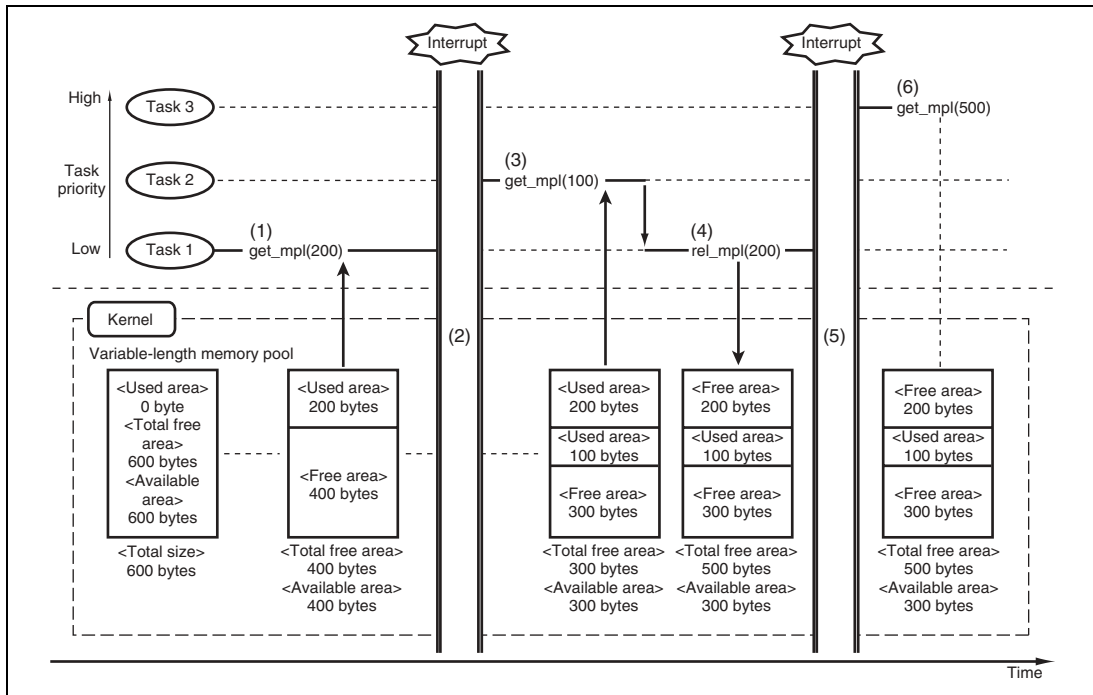 Interrupt
Interrupt
High
Task 3
(6)
get_mpl(500)
Task
priority
Task 2
(3)
get_mpl(100)
Low
Task 1
(1)
get_mpl(200)
(4)
rel_mpl(200)
Kernel
(2)
(5)
Variable-length memory pool
<Used area>
0 byte
<Total free
area>
600 bytes
<Available
area>
600 bytes
<Total size>
600 bytes
<Used area>
200 bytes
<Free area>
400 bytes
<Total free area>
400 bytes
<Available area>
400 bytes
<Used area>
200 bytes
<Used area>
100 bytes
<Free area>
300 bytes
<Total free area>
300 bytes
<Available area>
300 bytes
<Free area>
200 bytes
<Used area>
100 bytes
<Free area>
300 bytes
<Total free area>
500 bytes
<Available area>
300 bytes
<Free area>
200 bytes
<Used area>
100 bytes
<Free area>
300 bytes
<Total free area>
500 bytes
<Available area>
300 bytes
Time